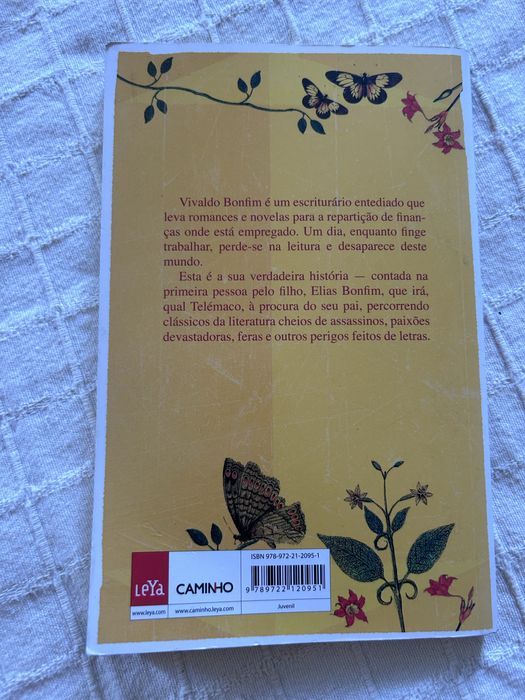 Vivaldo Bonfim é um escriturário entediado que
leva romances e novelas para a repartição de finan-
ças onde está empregado. Um dia, enquanto finge
trabalhar, perde-se na leitura e desaparece deste
mundo.
Esta é a sua verdadeira história — contada na
primeira pessoa pelo filho, Elias Bonfim, que irá,
qual Telémaco, à procura do seu pai, percorrendo
clássicos da literatura cheios de assassinos, paixões
devastadoras, feras e outros perigos feitos de letras.
ISBN 978-972-21-2095-1
LeYa
CAMINHO
9 789722 120951
www.leya.com
www.caminho.leya.com
Juvenil